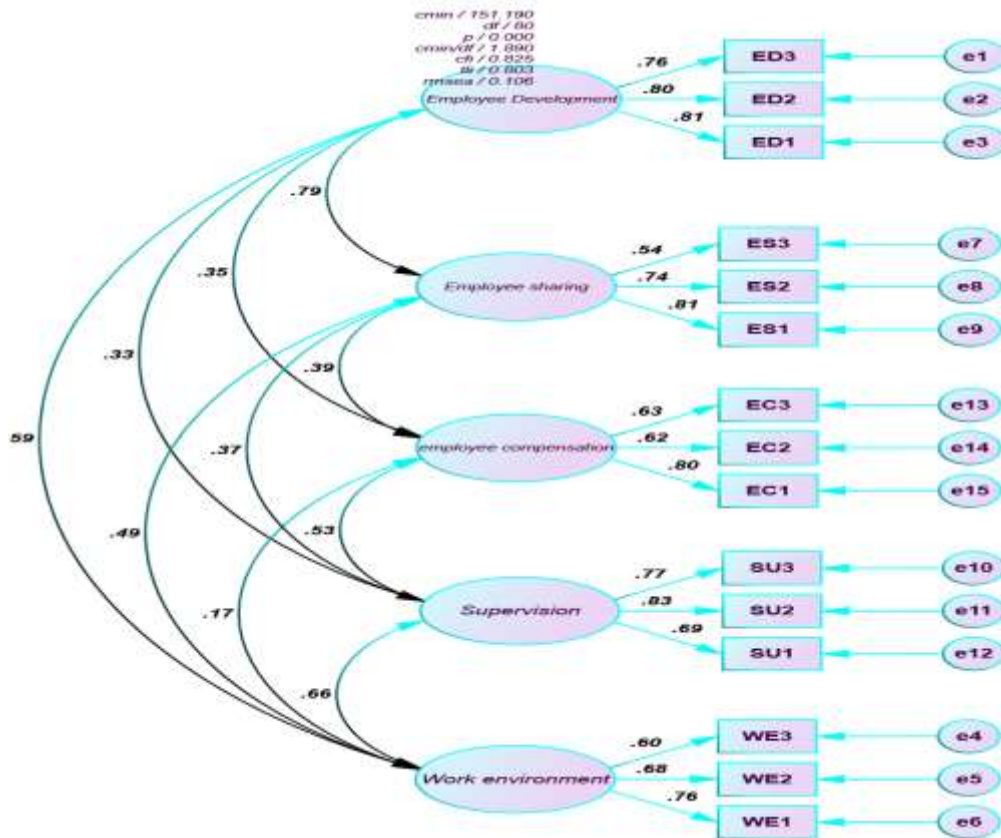 cmin / 151.190
df / 80
p / 0.000
cmin/df / 1.890
cfi / 0.825
tli / 0.803
rmsea / 0.106
Employee Development
.76
ED3
e1
.80
ED2
e2
.81
ED1
e3
.79
.54
ES3
e7
Employee sharing
.74
ES2
e8
.81
ES1
e9
.35
.33
.39
.63
EC3
e13
employee compensation
.62
EC2
e14
.80
EC1
e15
59
.37
.49
.53
.77
SU3
e10
Supervision
.83
SU2
e11
.69
SU1
e12
.17
.66
.60
WE3
e4
Work environment
.68
WE2
e5
.76
WE1
e6